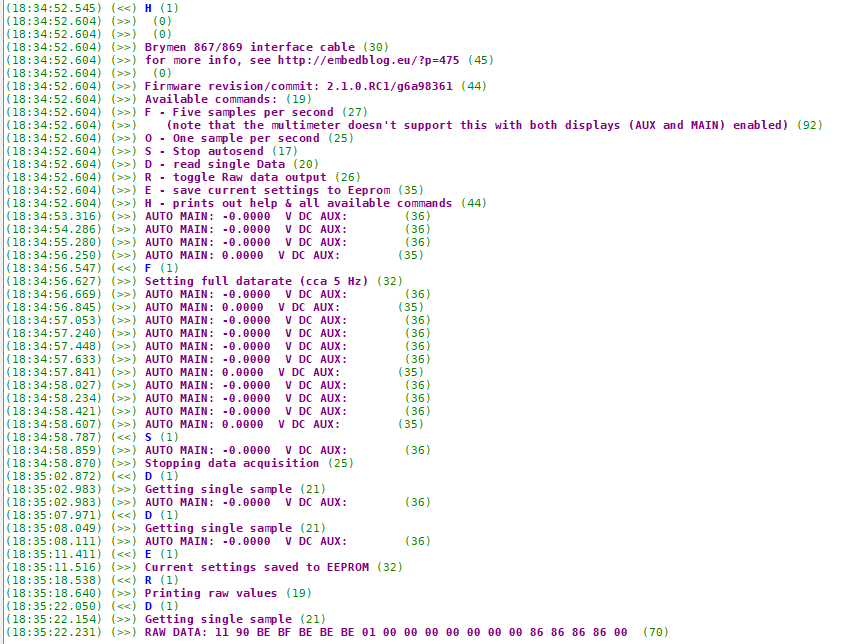 (18:34:52.545) (<<) H (1)
(18:34:52.604) (>>)  (0)
(18:34:52.604) (>>)  (0)
(18:34:52.604) (>>) Brymen 867/869 interface cable (30)
(18:34:52.604) (>>) for more info, see http://embedblog.eu/?p=475 (45)
(18:34:52.604) (>>)  (0)
(18:34:52.604) (>>) Firmware revision/commit: 2.1.0.RC1/g6a98361 (44)
(18:34:52.604) (>>) Available commands: (19)
(18:34:52.604) (>>) F - Five samples per second (27)
(18:34:52.604) (>>)    (note that the multimeter doesn't support this with both displays (AUX and MAIN) enabled) (92)
(18:34:52.604) (>>) O - One sample per second (25)
(18:34:52.604) (>>) S - Stop autosend (17)
(18:34:52.604) (>>) D - read single Data (20)
(18:34:52.604) (>>) R - toggle Raw data output (26)
(18:34:52.604) (>>) E - save current settings to Eeprom (35)
(18:34:52.604) (>>) H - prints out help & all available commands (44)
(18:34:53.316) (>>) AUTO MAIN: -0.0000  V DC AUX:        (36)
(18:34:54.286) (>>) AUTO MAIN: -0.0000  V DC AUX:        (36)
(18:34:55.280) (>>) AUTO MAIN: -0.0000  V DC AUX:        (36)
(18:34:56.250) (>>) AUTO MAIN: 0.0000  V DC AUX:        (35)
(18:34:56.547) (<<) F (1)
(18:34:56.627) (>>) Setting full datarate (cca 5 Hz) (32)
(18:34:56.669) (>>) AUTO MAIN: -0.0000  V DC AUX:        (36)
(18:34:56.845) (>>) AUTO MAIN: 0.0000  V DC AUX:        (35)
(18:34:57.053) (>>) AUTO MAIN: -0.0000  V DC AUX:        (36)
(18:34:57.240) (>>) AUTO MAIN: -0.0000  V DC AUX:        (36)
(18:34:57.448) (>>) AUTO MAIN: -0.0000  V DC AUX:        (36)
(18:34:57.633) (>>) AUTO MAIN: -0.0000  V DC AUX:        (36)
(18:34:57.841) (>>) AUTO MAIN: 0.0000  V DC AUX:        (35)
(18:34:58.027) (>>) AUTO MAIN: -0.0000  V DC AUX:        (36)
(18:34:58.234) (>>) AUTO MAIN: -0.0000  V DC AUX:        (36)
(18:34:58.421) (>>) AUTO MAIN: -0.0000  V DC AUX:        (36)
(18:34:58.607) (>>) AUTO MAIN: 0.0000  V DC AUX:        (35)
(18:34:58.787) (<<) S (1)
(18:34:58.859) (>>) AUTO MAIN: -0.0000  V DC AUX:        (36)
(18:34:58.870) (>>) Stopping data acquisition (25)
(18:35:02.872) (<<) D (1)
(18:35:02.983) (>>) Getting single sample (21)
(18:35:02.983) (>>) AUTO MAIN: -0.0000  V DC AUX:        (36)
(18:35:07.971) (<<) D (1)
(18:35:08.049) (>>) Getting single sample (21)
(18:35:08.111) (>>) AUTO MAIN: -0.0000  V DC AUX:        (36)
(18:35:11.411) (<<) E (1)
(18:35:11.516) (>>) Current settings saved to EEPROM (32)
(18:35:18.538) (<<) R (1)
(18:35:18.640) (>>) Printing raw values (19)
(18:35:22.050) (<<) D (1)
(18:35:22.154) (>>) Getting single sample (21)
(18:35:22.231) (>>) RAW DATA: 11 90 BE BF BE BE BE 01 00 00 00 00 00 00 00 86 86 86 86 00  (70)